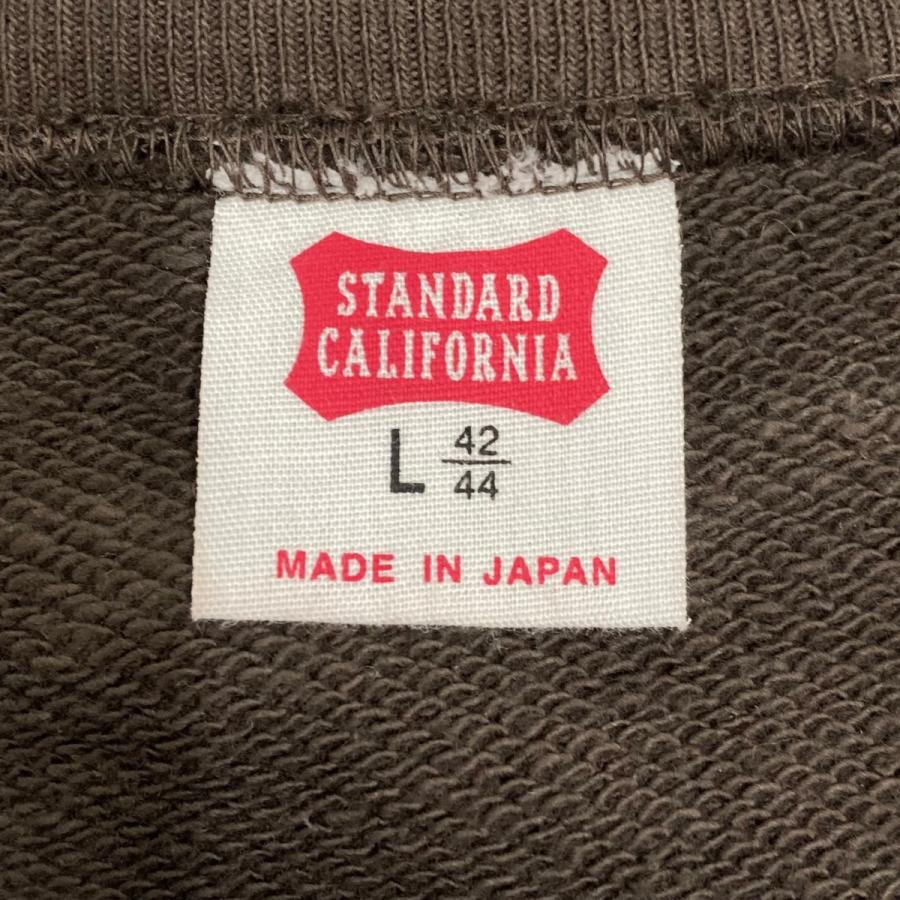 STANDARD
CALIFORNIA
L 42/44
MADE IN JAPAN